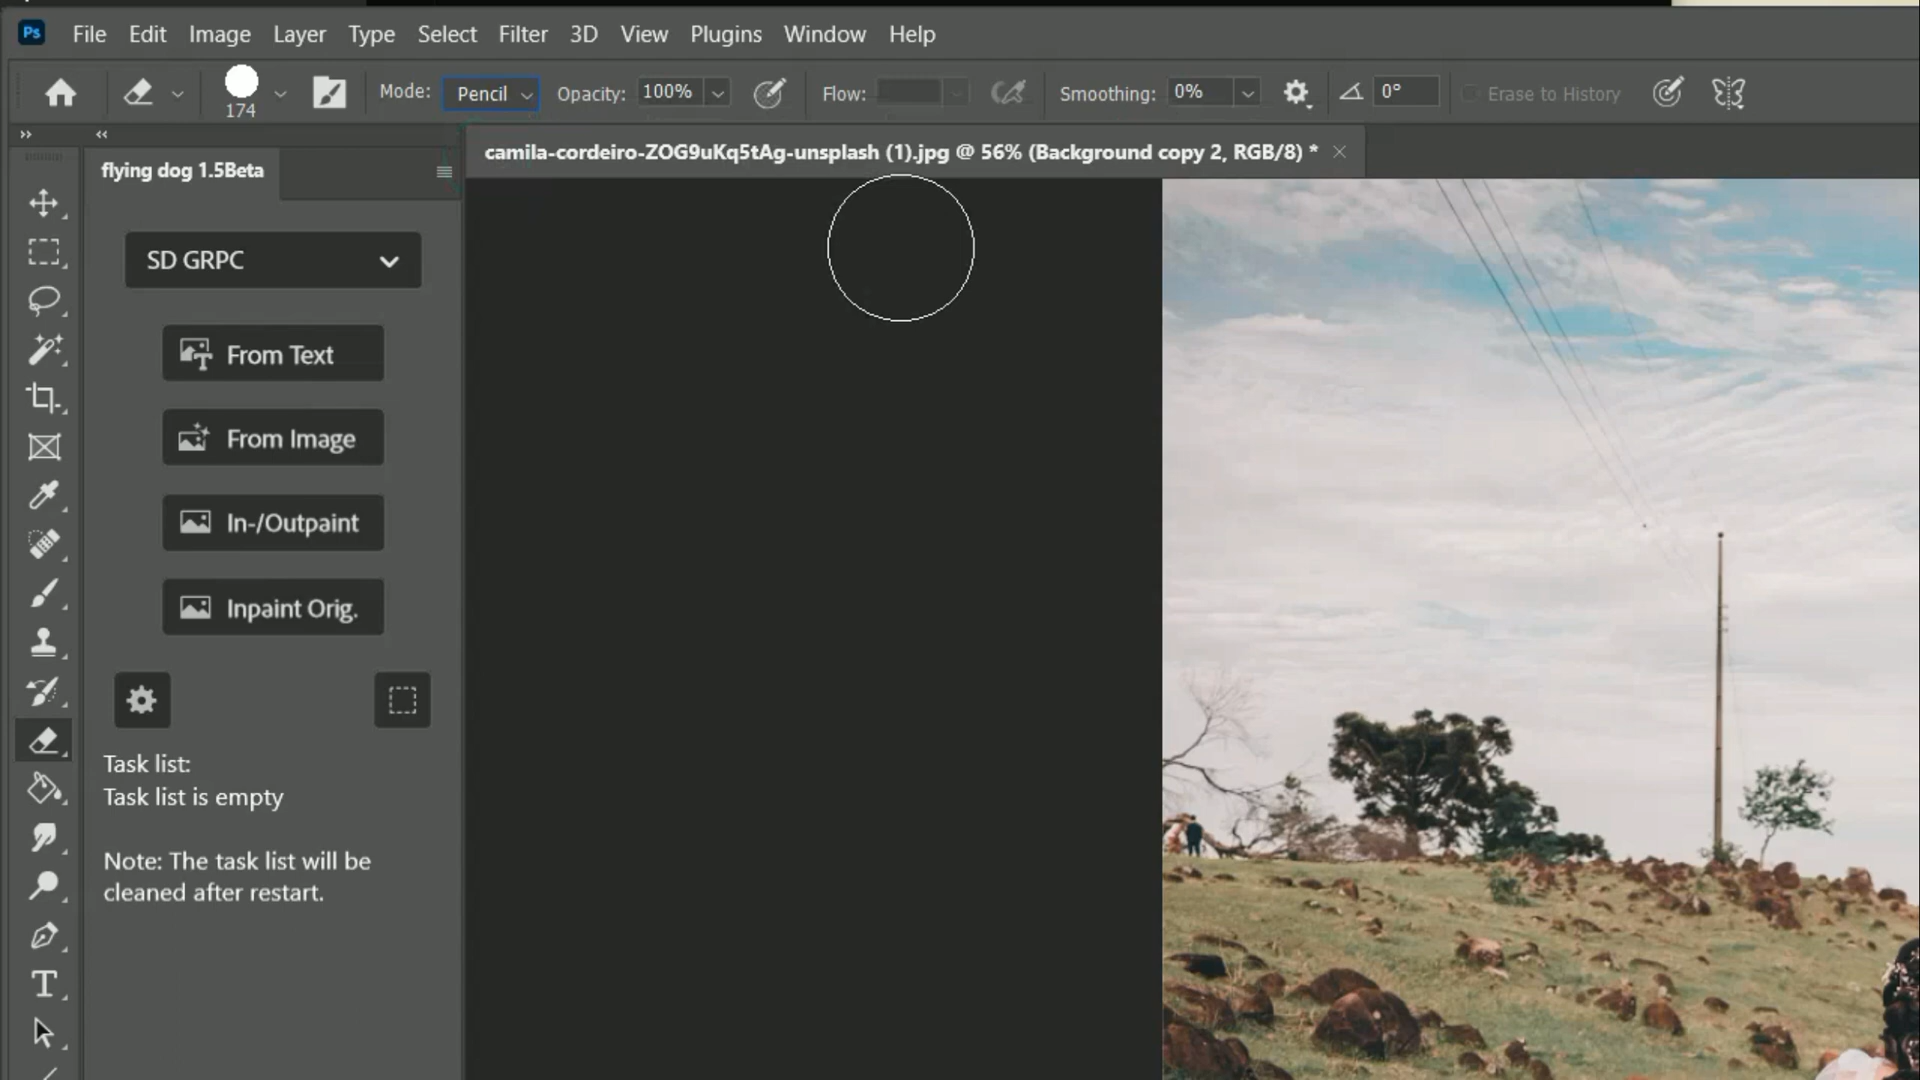 Ps File Edit Image Layer Type Select Filter 3D View Plugins Window Help
174 Mode: Pencil Opacity: 100% Flow: Smoothing: 0% 0° Erase to History
camila-cordeiro-ZOG9uKq5tAg-unsplash (1).jpg @ 56% (Background copy 2, RGB/8) *
flying dog 1.5Beta
SD GRPC
From Text
From Image
In-/Outpaint
Inpaint Orig.
Task list:
Task list is empty
Note: The task list will be
cleaned after restart.